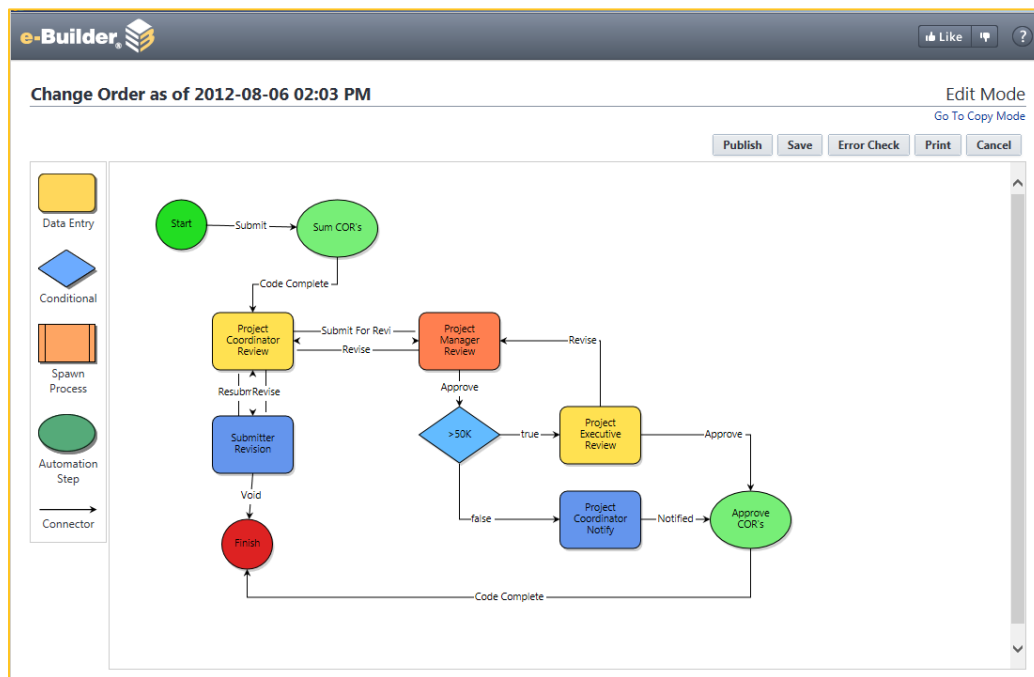 e-Builder®
Like
?
Change Order as of 2012-08-06 02:03 PM
Edit Mode
Go To Copy Mode
Publish
Save
Error Check
Print
Cancel
Data Entry
Conditional
Spawn
Process
Automation
Step
Connector
Start
Submit
Sum COR's
Code Complete
Project
Coordinator
Review
Submit For Revi
Revise
Project
Manager
Review
Revise
Resubm
Revise
Approve
Submitter
Revision
>50K
true
Project
Executive
Review
Approve
Void
false
Project
Coordinator
Notify
Notified
Approve
COR's
Finish
Code Complete